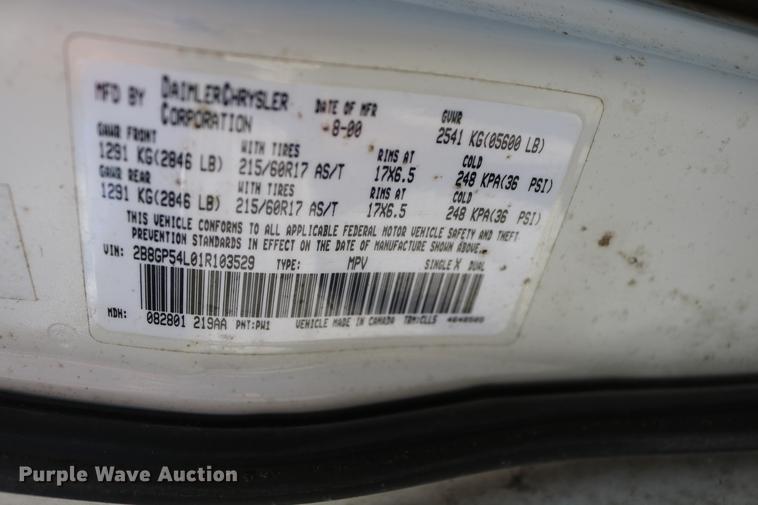 MFD BY DAIMLERCHRYSLER CORPORATION DATE OF MFR 8-00 GVWR 2541 KG(05600 LB)
GAWR FRONT WITH TIRES RIMS AT COLD
1291 KG(2846 LB) 215/60R17 AS/T 17X6.5 248 KPA(36 PSI)
GAWR REAR WITH TIRES RIMS AT COLD
1291 KG(2846 LB) 215/60R17 AS/T 17X6.5 248 KPA(36 PSI)
THIS VEHICLE CONFORMS TO ALL APPLICABLE FEDERAL MOTOR VEHICLE SAFETY AND THEFT
PREVENTION STANDARDS IN EFFECT ON THE DATE OF MANUFACTURE SHOWN ABOVE.
VIN: 2B8GP54L01R103529 TYPE: MPV SINGLE X DUAL
MDH: 082801 219AA PNT:PW1 VEHICLE MADE IN CANADA TRM:CLL5
Purple Wave Auction